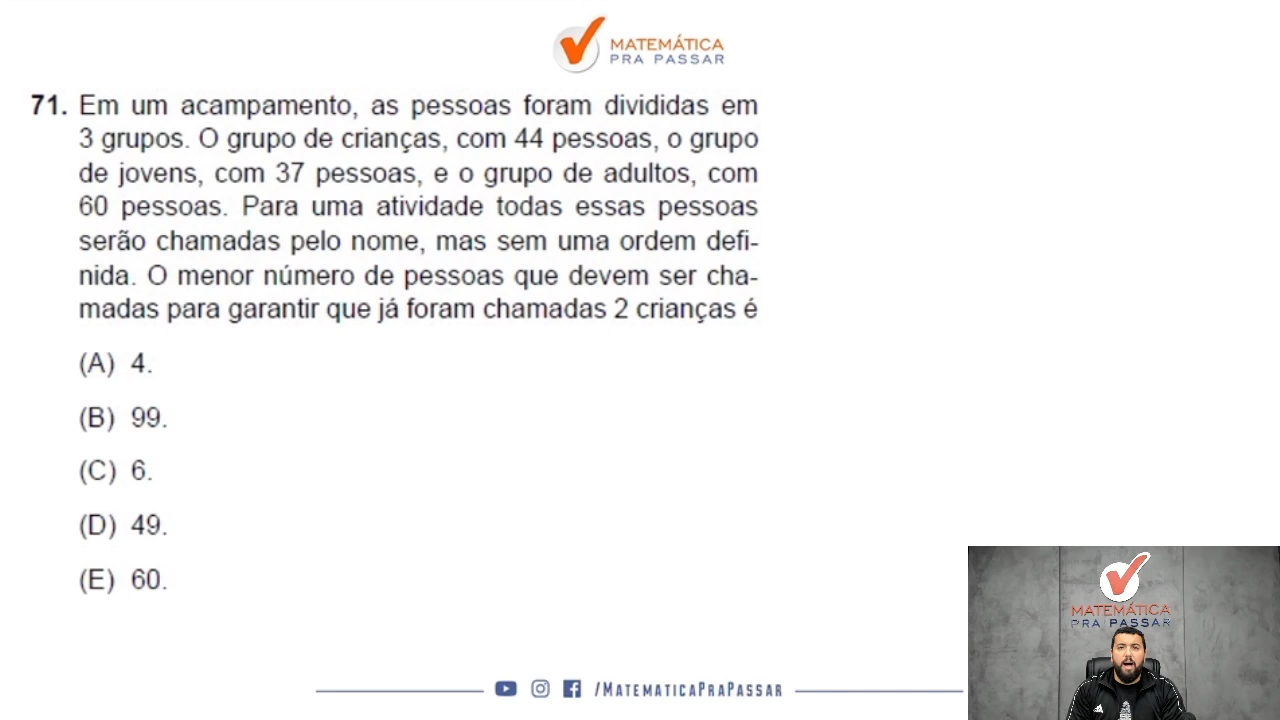 MATEMÁTICA
PRA PASSAR
71. Em um acampamento, as pessoas foram divididas em
3 grupos. O grupo de crianças, com 44 pessoas, o grupo
de jovens, com 37 pessoas, e o grupo de adultos, com
60 pessoas. Para uma atividade todas essas pessoas
serão chamadas pelo nome, mas sem uma ordem defi-
nida. O menor número de pessoas que devem ser cha-
madas para garantir que já foram chamadas 2 crianças é
(A) 4.
(B) 99.
(C) 6.
(D) 49.
(E) 60.
MATEMÁTICA
PRA PASSAR
/MATEMATICAPRAPASSAR